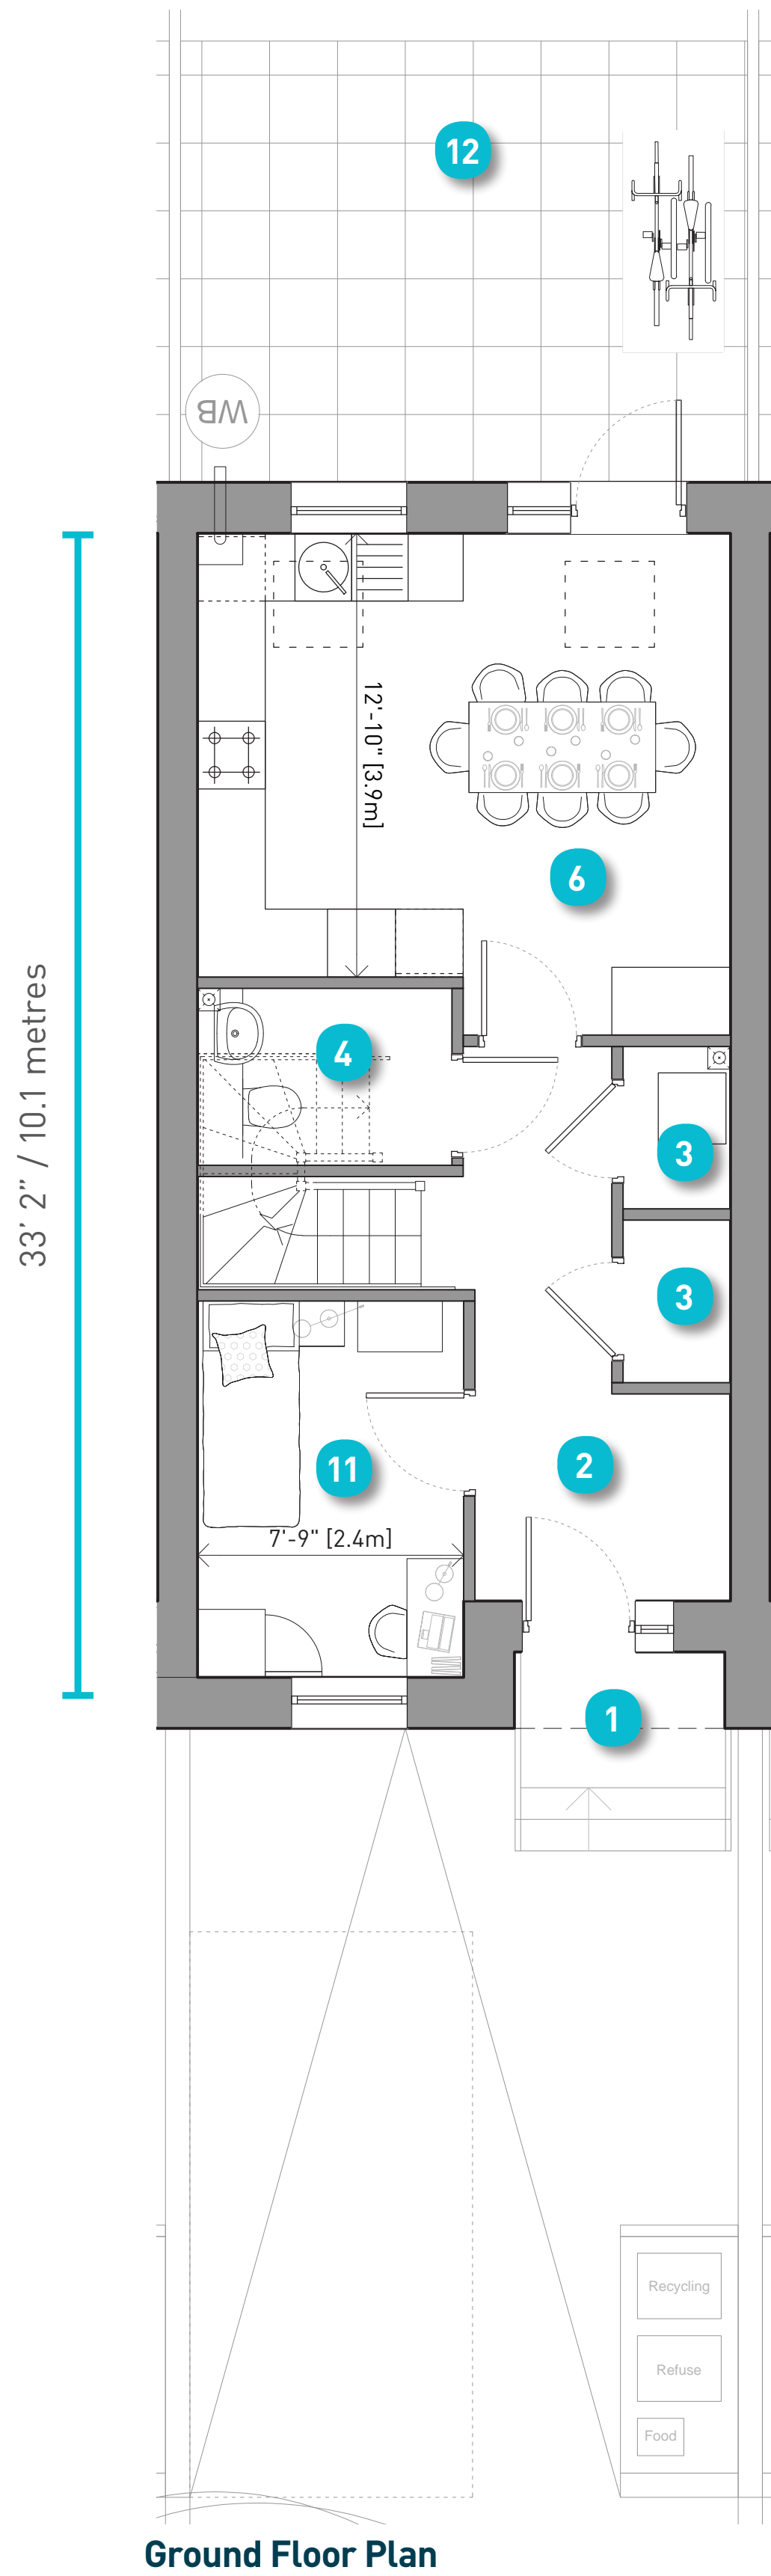 12
WB
12'-10" [3.9m]
6
33’ 2” / 10.1 metres
4
3
3
11
2
7'-9" [2.4m]
1
Recycling
Refuse
Food
Ground Floor Plan